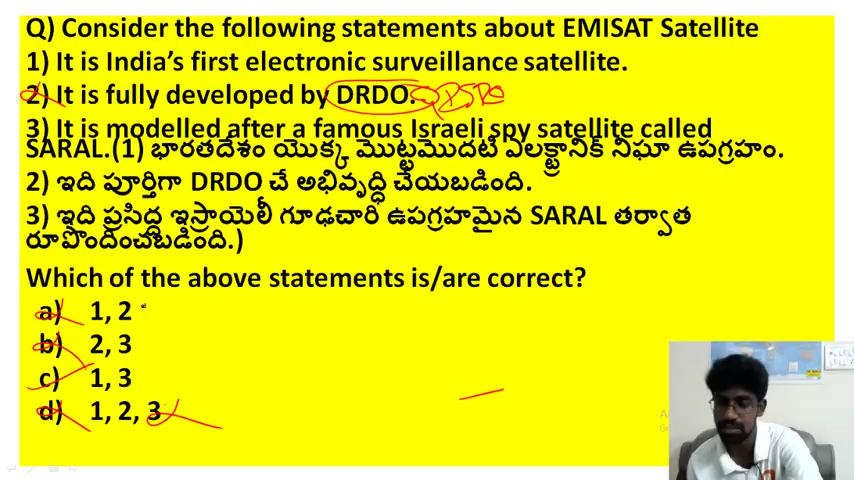 Q) Consider the following statements about EMISAT Satellite
1) It is India's first electronic surveillance satellite.
2) It is fully developed by DRDO.
3) It is modelled after a famous Israeli spy satellite called
SARAL.(1) భారతదేశం యొక్క మొట్టమొదటి ఏలక్ట్రానిక్ నిఘా ఉపగ్రహం.
2) ఇది పూర్తిగా DRDO చే అభివృద్ధి చేయబడింది.
3) ఇది ప్రసిద్ధ ఇస్రాయెలీ గూఢచారి ఉపగ్రహమైన SARAL తర్వాత
రూపొందించబడింది.)
Which of the above statements is/are correct?
a) 1, 2
b) 2, 3
c) 1, 3
d) 1, 2, 3